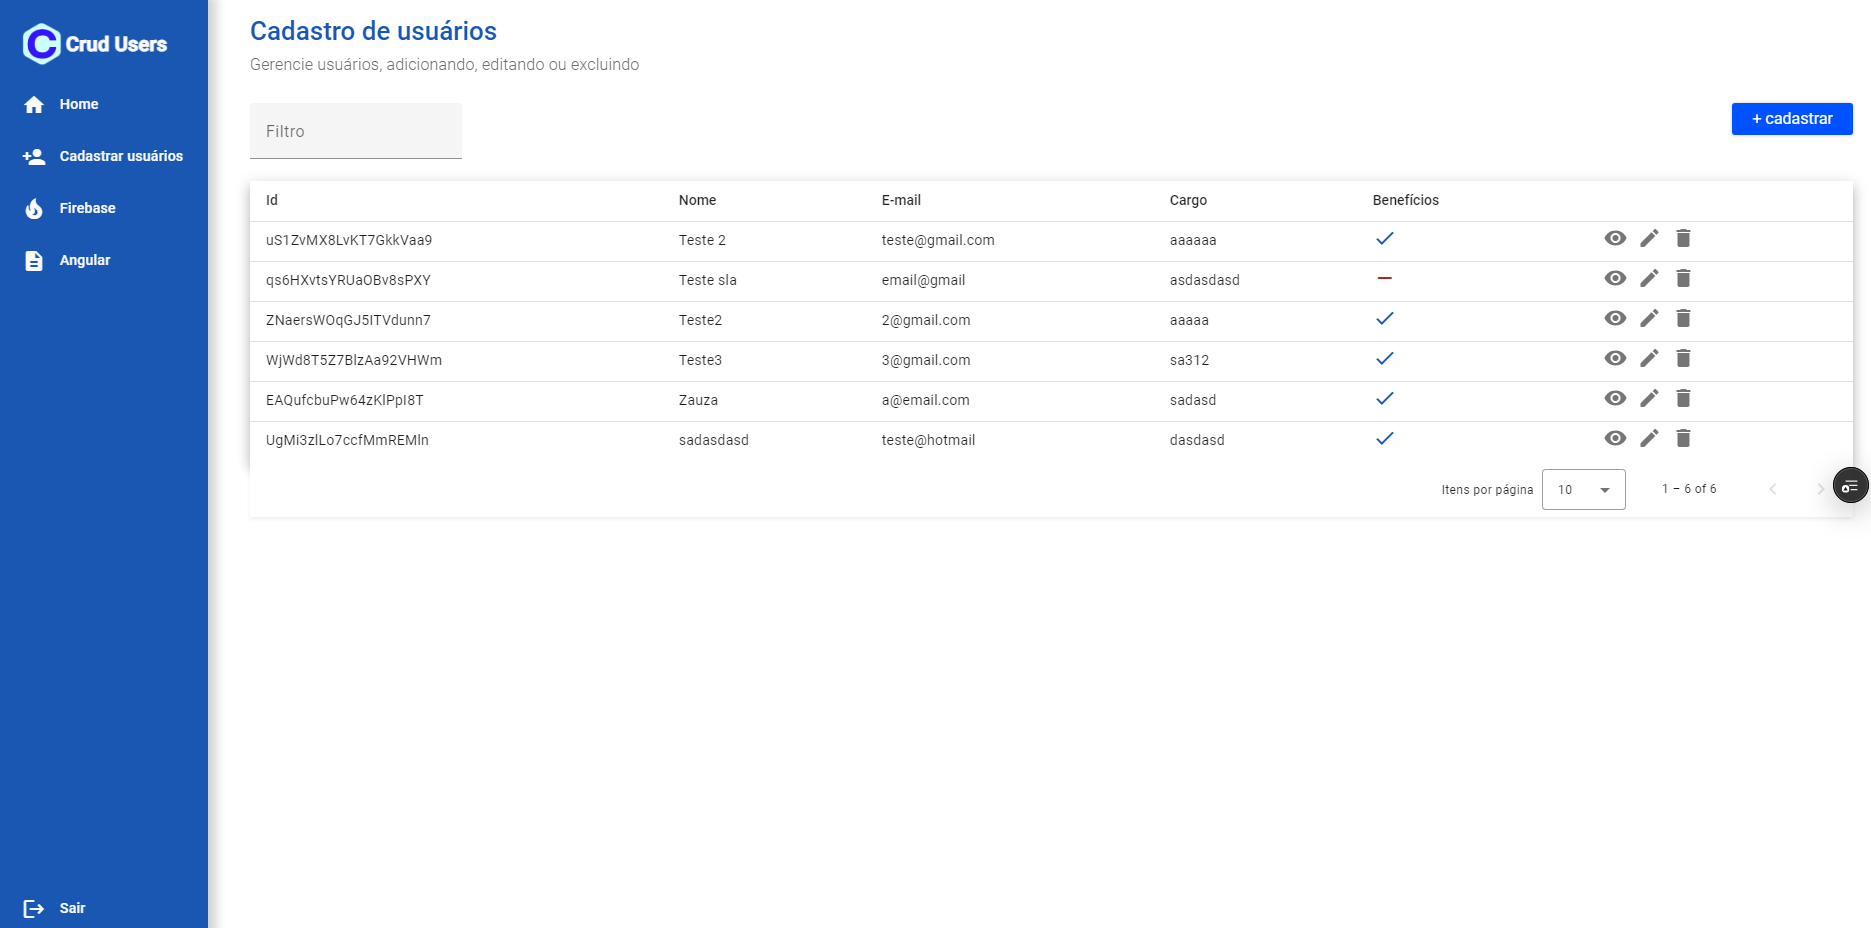 Crud Users
Home
Cadastrar usuários
Firebase
Angular
Sair
Cadastro de usuários
Gerencie usuários, adicionando, editando ou excluindo
Filtro
+ cadastrar
Id Nome E-mail Cargo Benefícios
uS1ZvMX8LvKT7GkkVaa9 Teste 2 teste@gmail.com aaaaaa
qs6HXvtsYRUaOBv8sPXY Teste sla email@gmail asdasdasd
ZNaersWOqGJ5ITVdunn7 Teste2 2@gmail.com aaaaa
WjWd8T5Z7BlzAa92VHWm Teste3 3@gmail.com sa312
EAQufcbuPw64zKlPpI8T Zauza a@email.com sadasd
UgMi3zlLo7ccfMmREMln sadasdasd teste@hotmail dasdasd
Itens por página 10 1 – 6 of 6